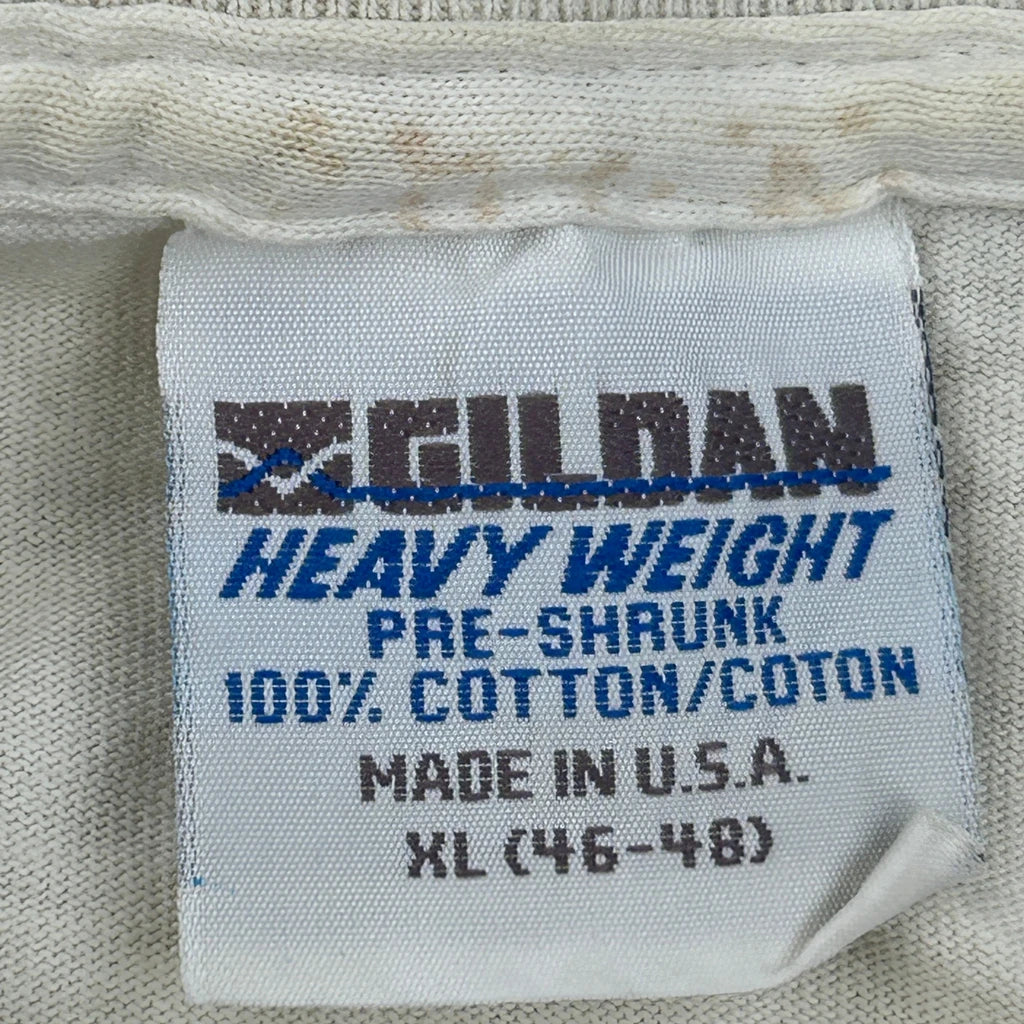 GILDAN
HEAVY WEIGHT
PRE-SHRUNK
100% COTTON/COTON
MADE IN U.S.A.
XL (46-48)